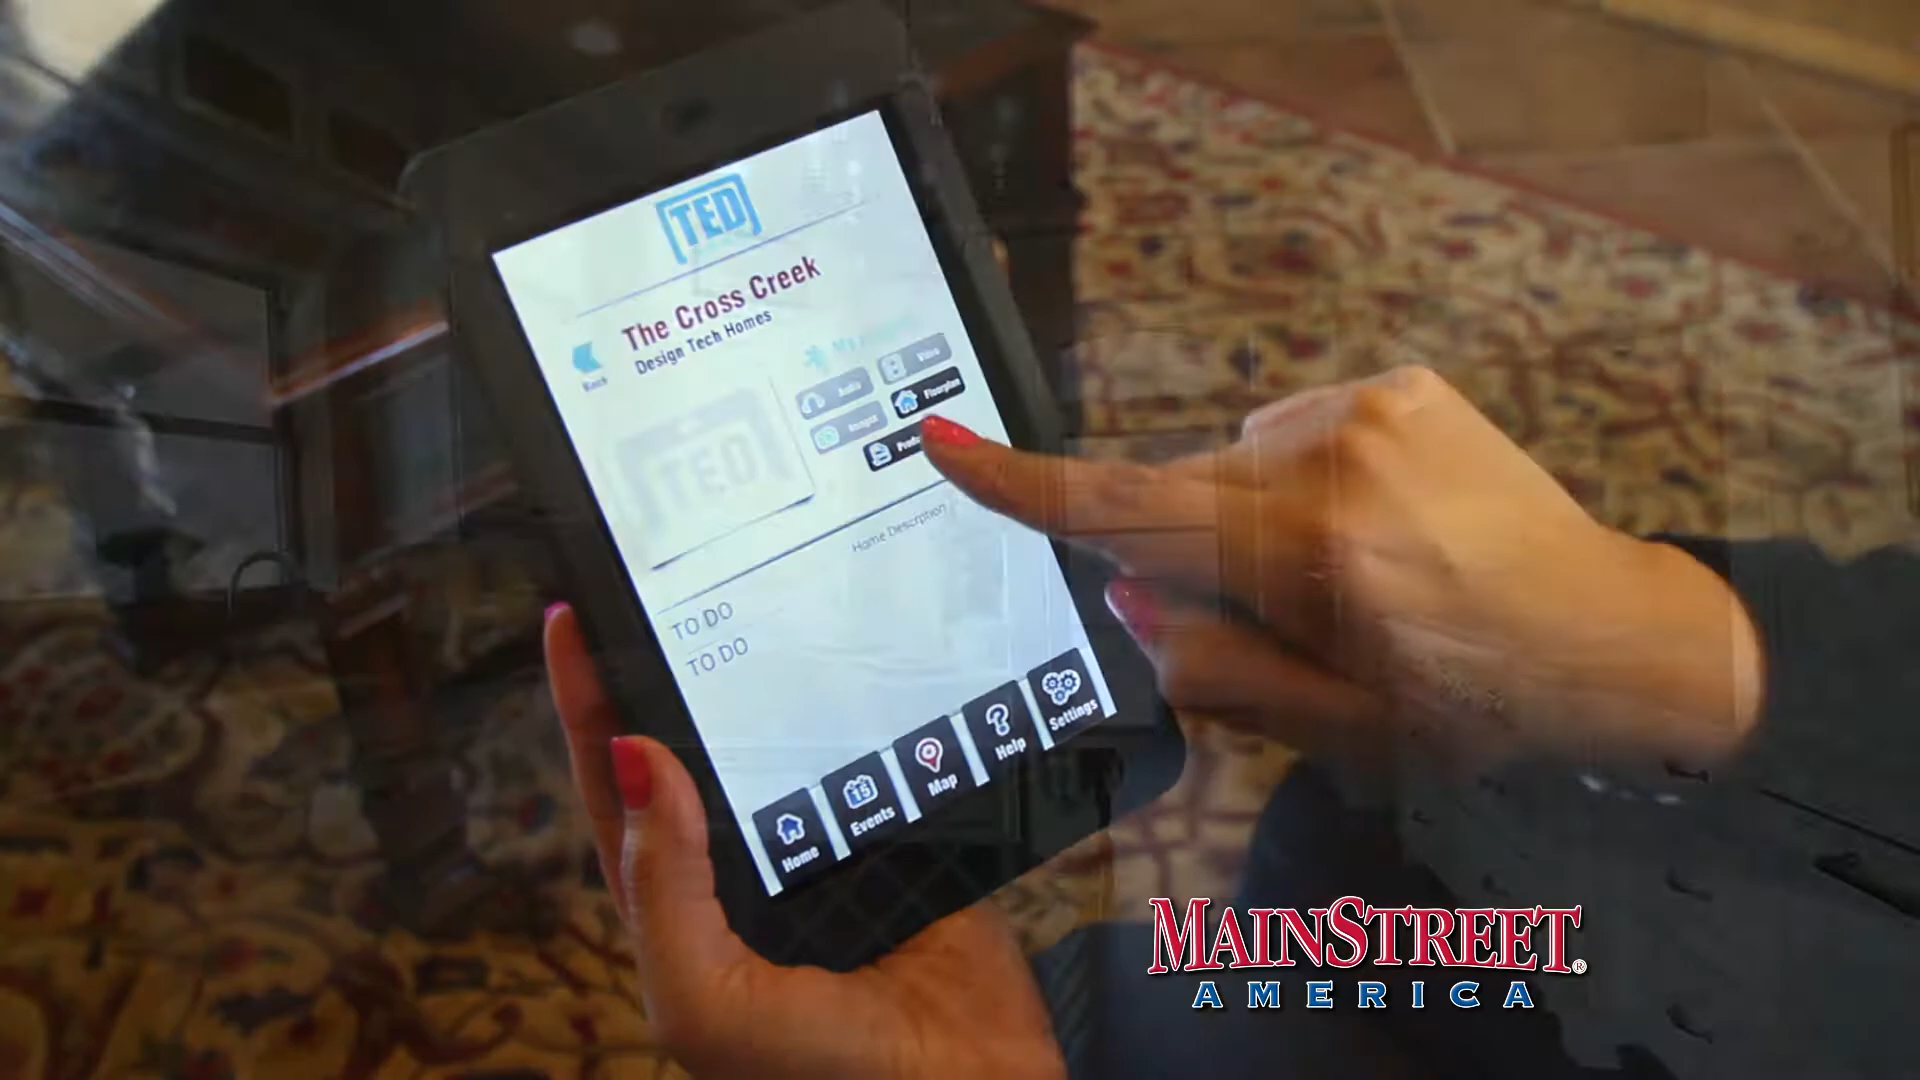 TED
The Cross Creek
Design Tech Homes
Back
Video
Audio
Floorplan
Images
TED
Home Description
TO DO
TO DO
Home
Events
15
Map
Help
Settings
MAINSTREET®
AMERICA